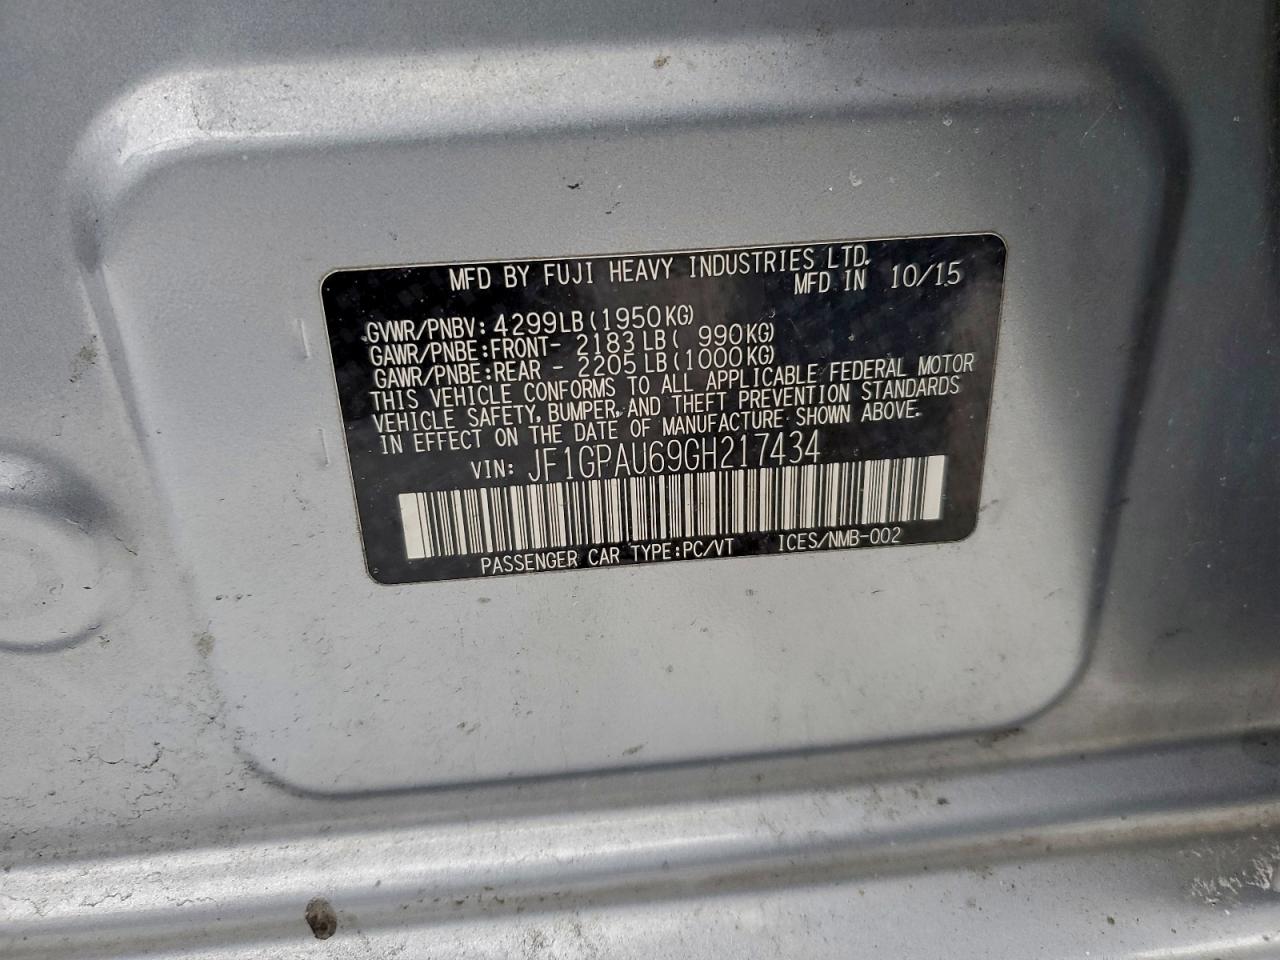 MFD BY FUJI HEAVY INDUSTRIES LTD.
MFD IN 10/15
GVWR/PNBV: 4299LB(1950KG)
GAWR/PNBE:FRONT- 2183LB( 990KG)
GAWR/PNBE:REAR - 2205LB(1000KG)
THIS VEHICLE CONFORMS TO ALL APPLICABLE FEDERAL MOTOR
VEHICLE SAFETY, BUMPER, AND THEFT PREVENTION STANDARDS
IN EFFECT ON THE DATE OF MANUFACTURE SHOWN ABOVE.
VIN: JF1GPAU69GH217434
PASSENGER CAR TYPE:PC/VT ICES/NMB-002